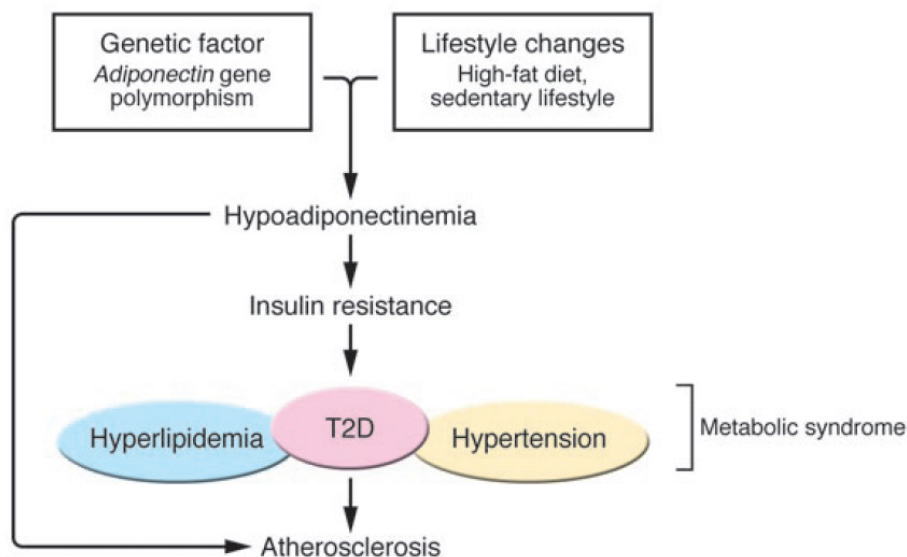 Genetic factor
Adiponectin gene
polymorphism
Lifestyle changes
High-fat diet,
sedentary lifestyle
Hypoadiponectinemia
Insulin resistance
Hyperlipidemia
T2D
Hypertension
Metabolic syndrome
Atherosclerosis